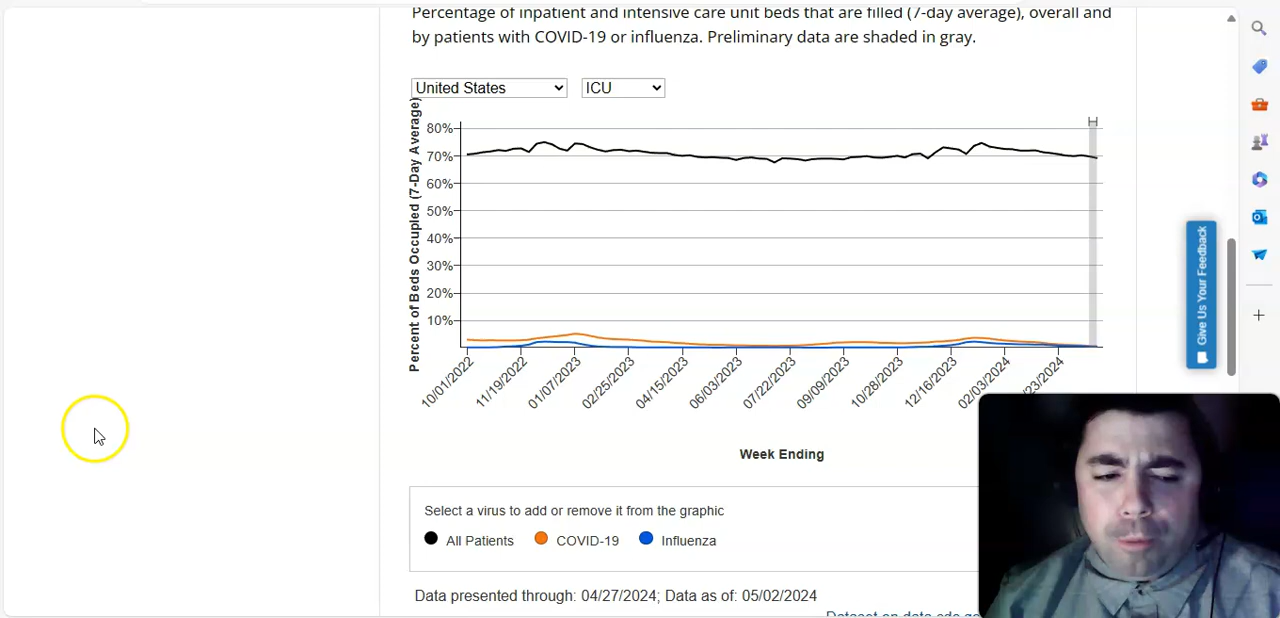 Percentage of inpatient and intensive care unit beds that are filled (7-day average), overall and
by patients with COVID-19 or influenza. Preliminary data are shaded in gray.
United States
ICU
Percent of Beds Occupied (7-Day Average)
80%
70%
60%
50%
40%
30%
20%
10%
10/01/2022
11/19/2022
01/07/2023
02/25/2023
04/15/2023
06/03/2023
07/22/2023
09/09/2023
10/28/2023
12/16/2023
02/03/2024
/23/2024
Week Ending
Select a virus to add or remove it from the graphic
All Patients
COVID-19
Influenza
Data presented through: 04/27/2024; Data as of: 05/02/2024
Give Us Your Feedback